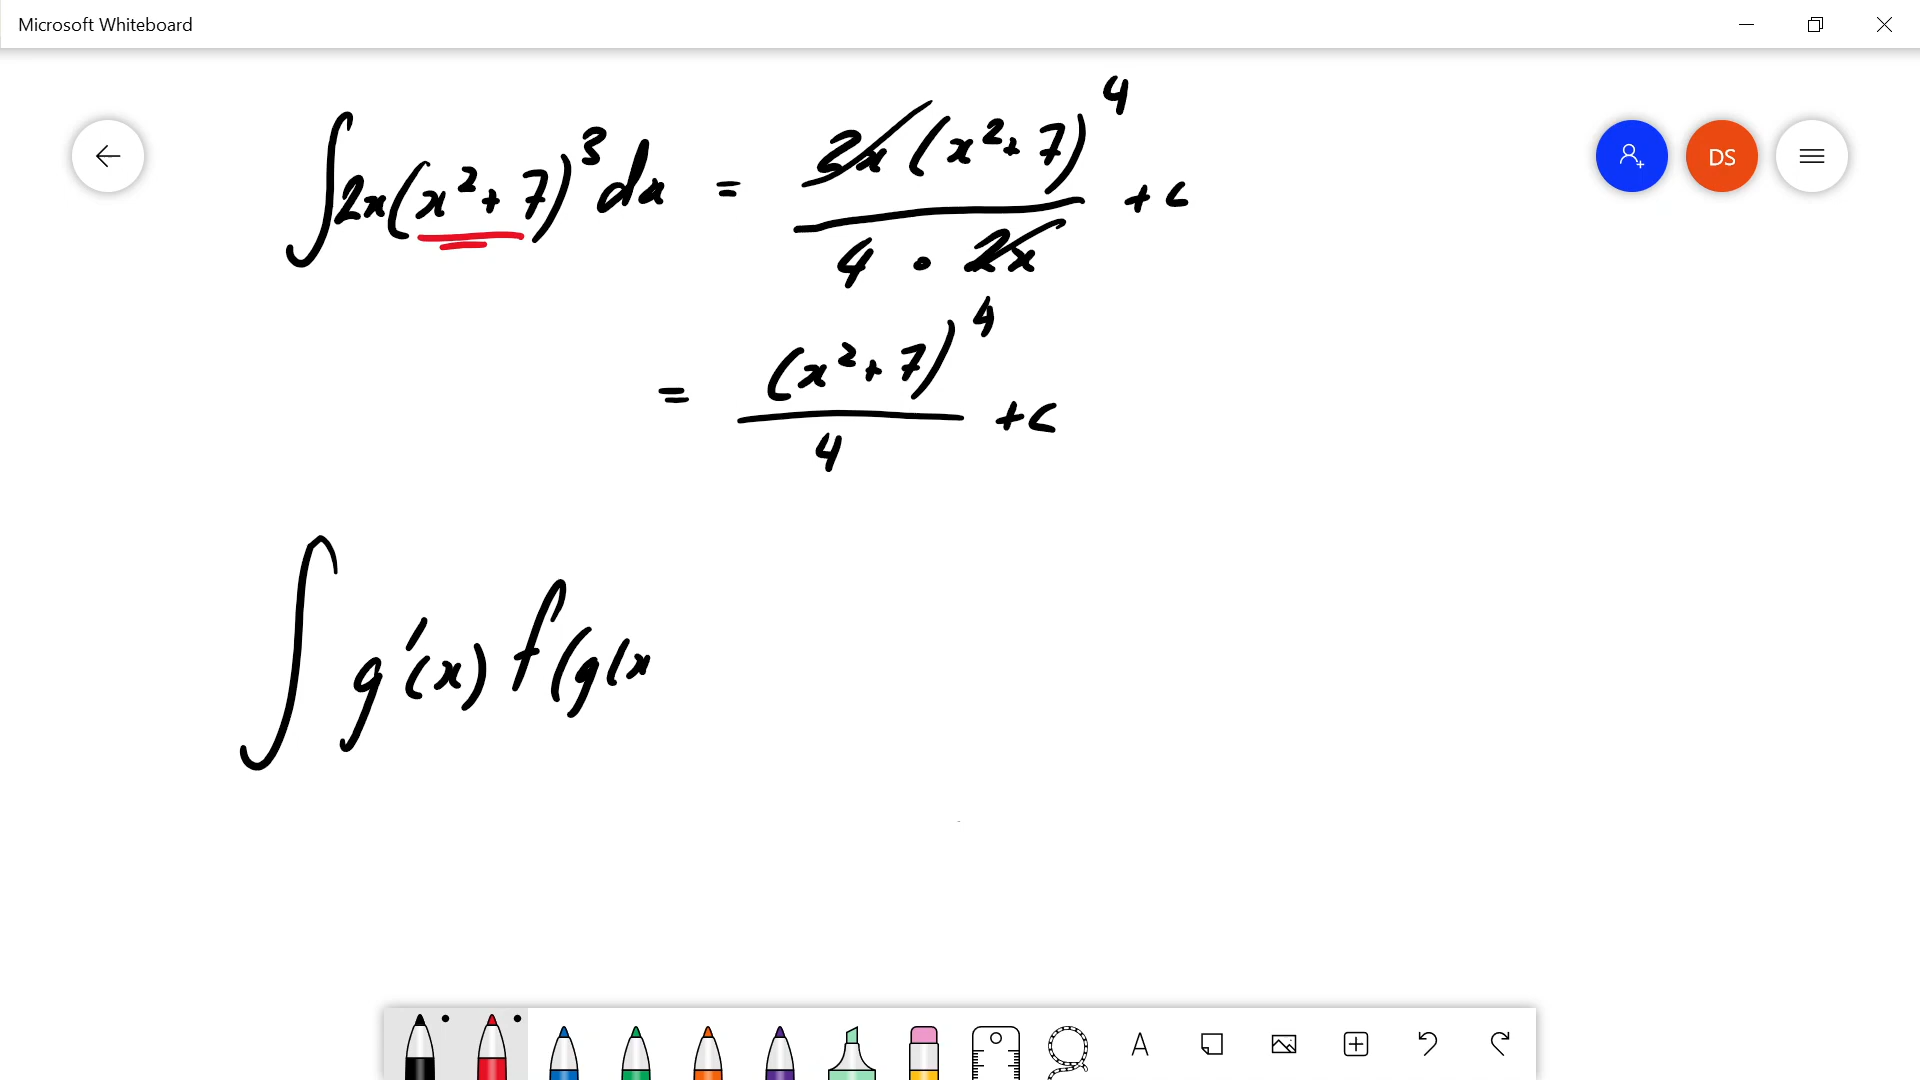 Microsoft Whiteboard
∫2x(x²+7)³dx = 2x(x²+7)⁴ / 4 · 2x + c
DS
= (x²+7)⁴ / 4 + c
∫g'(x) f(g(x
A